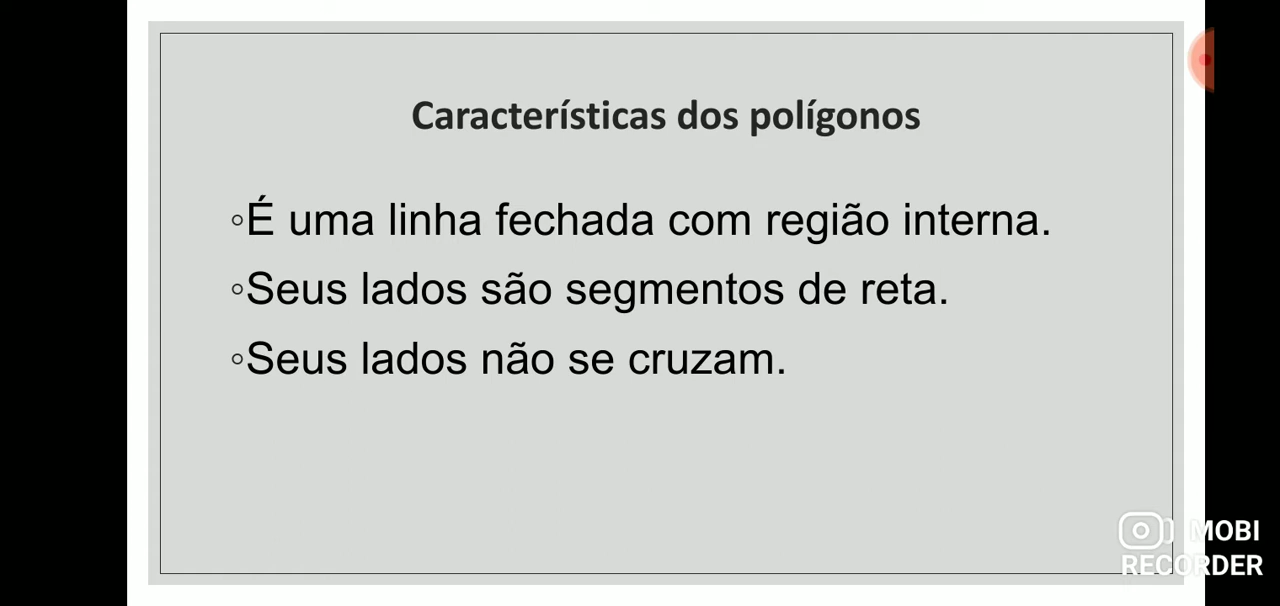 Características dos polígonos
◦É uma linha fechada com região interna.
◦Seus lados são segmentos de reta.
◦Seus lados não se cruzam.
MOBI
RECORDER